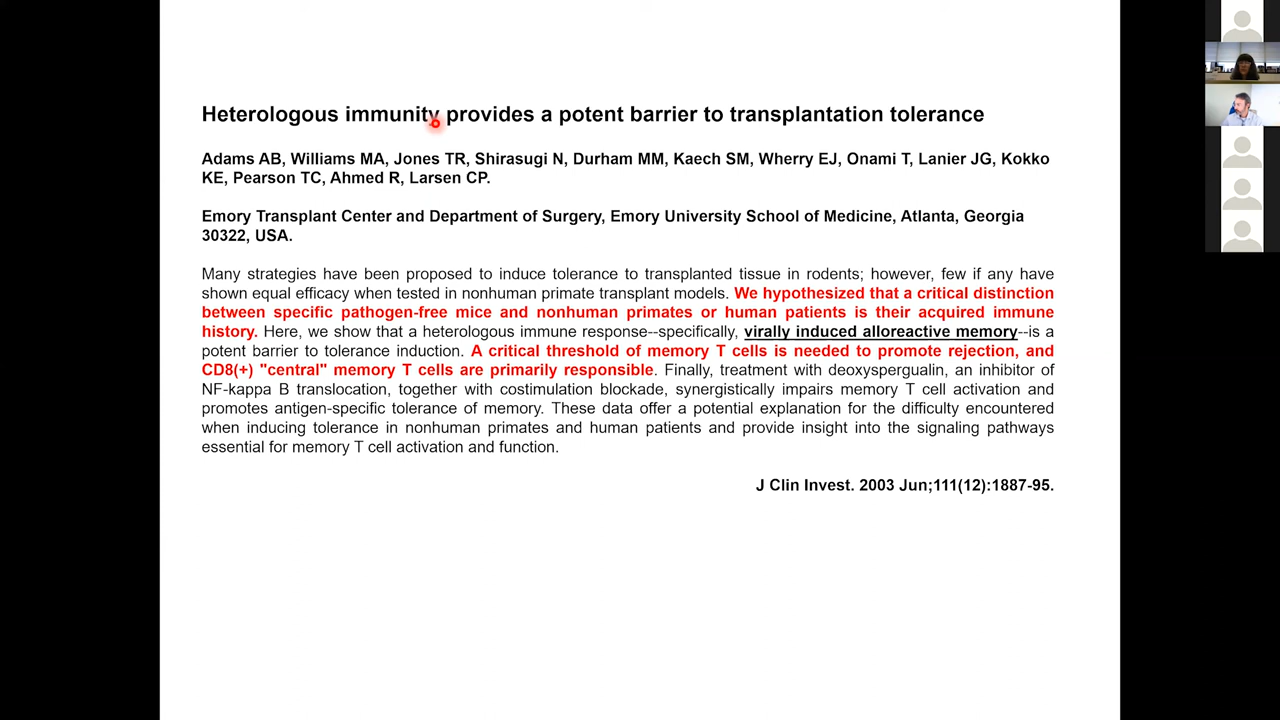 Heterologous immunity provides a potent barrier to transplantation tolerance
Adams AB, Williams MA, Jones TR, Shirasugi N, Durham MM, Kaech SM, Wherry EJ, Onami T, Lanier JG, Kokko
KE, Pearson TC, Ahmed R, Larsen CP.
Emory Transplant Center and Department of Surgery, Emory University School of Medicine, Atlanta, Georgia
30322, USA.
Many strategies have been proposed to induce tolerance to transplanted tissue in rodents; however, few if any have
shown equal efficacy when tested in nonhuman primate transplant models. We hypothesized that a critical distinction
between specific pathogen-free mice and nonhuman primates or human patients is their acquired immune
history. Here, we show that a heterologous immune response--specifically, virally induced alloreactive memory--is a
potent barrier to tolerance induction. A critical threshold of memory T cells is needed to promote rejection, and
CD8(+) "central" memory T cells are primarily responsible. Finally, treatment with deoxyspergualin, an inhibitor of
NF-kappa B translocation, together with costimulation blockade, synergistically impairs memory T cell activation and
promotes antigen-specific tolerance of memory. These data offer a potential explanation for the difficulty encountered
when inducing tolerance in nonhuman primates and human patients and provide insight into the signaling pathways
essential for memory T cell activation and function.
J Clin Invest. 2003 Jun;111(12):1887-95.